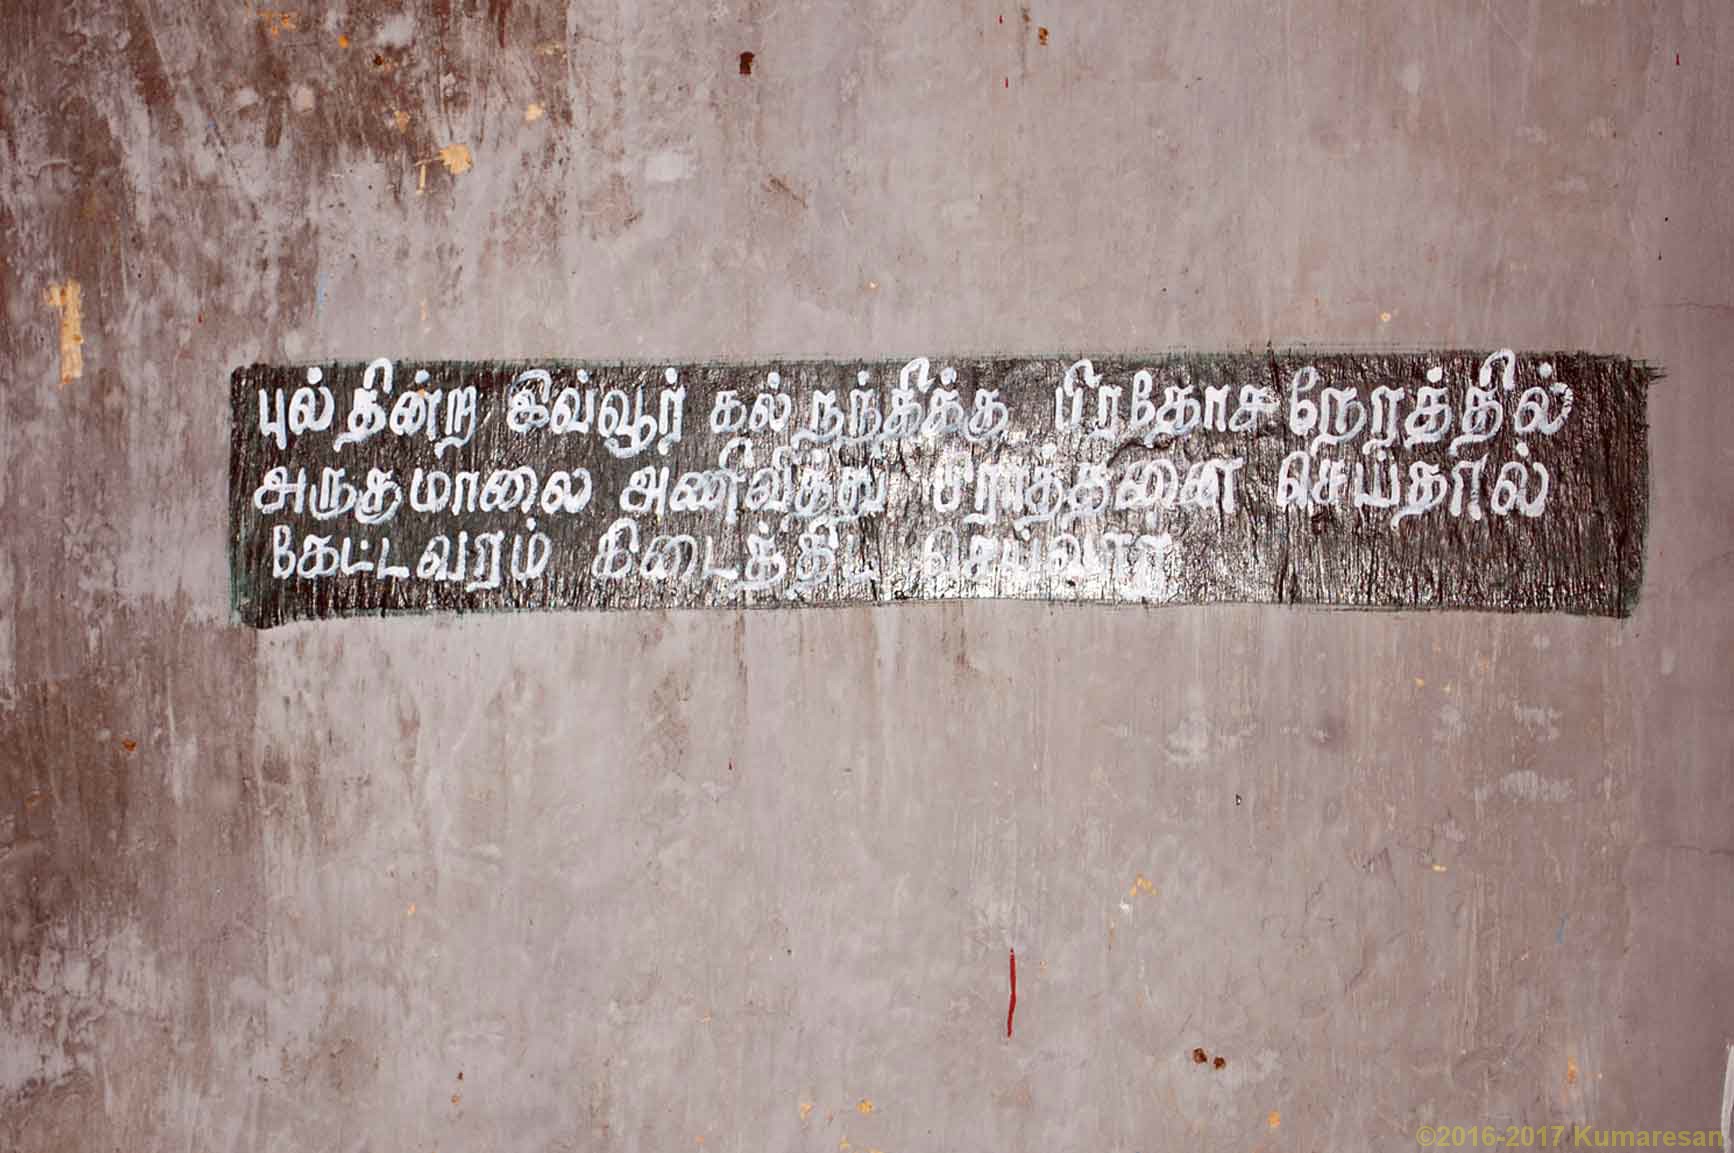 புல் தின்ற இவ்வூர் கல் நந்திக்கு பிரதோச நேரத்தில்
அருகுமாலை அணிவித்து பிராத்தனை செய்தால்
கேட்டவரம் கிடைத்திட செய்வார்
©2016-2017 Kumaresan